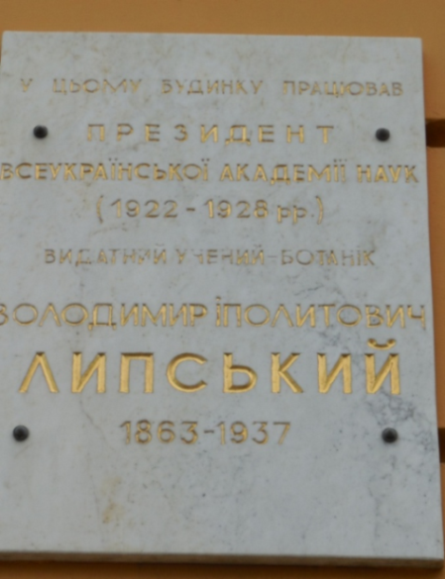 У ЦЬОМУ БУДИНКУ ПРАЦЮВАВ
ПРЕЗИДЕНТ
ВСЕУКРАЇНСЬКОЇ АКАДЕМІЇ НАУК
(1922-1928 рр.)
ВИДАТНИЙ УЧЕНИЙ-БОТАНІК
ВОЛОДИМИР ІПОЛИТОВИЧ
ЛИПСЬКИЙ
1863-1937